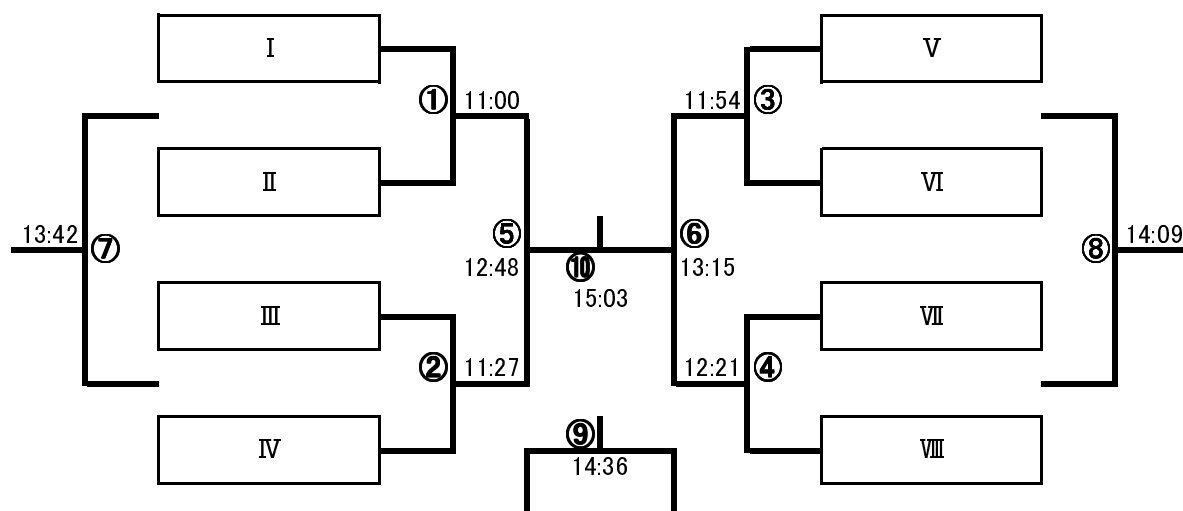 Ⅰ Ⅴ
① 11:00 11:54 ③
Ⅱ Ⅵ
13:42 ⑦ ⑤ ⑥ ⑧ 14:09
12:48 ⑩ 13:15
15:03
Ⅲ Ⅶ
② 11:27 12:21 ④
Ⅳ ⑨ Ⅷ
14:36